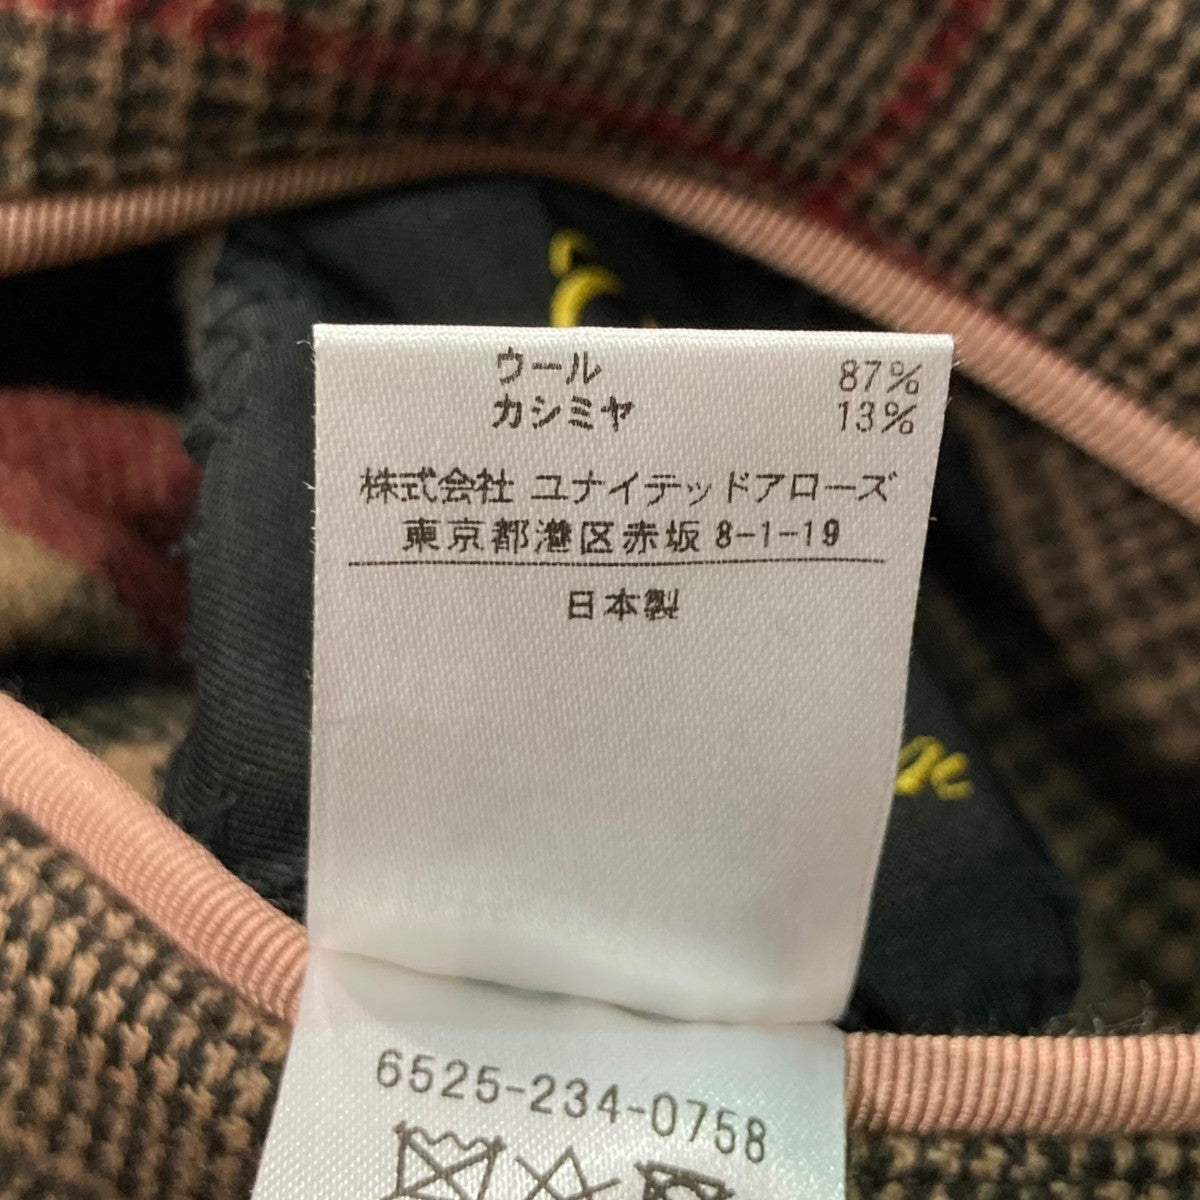 ウール 87%
カシミヤ 13%
株式会社 ユナイテッドアローズ
東京都港区赤坂 8-1-19
日本製
6525-234-0758